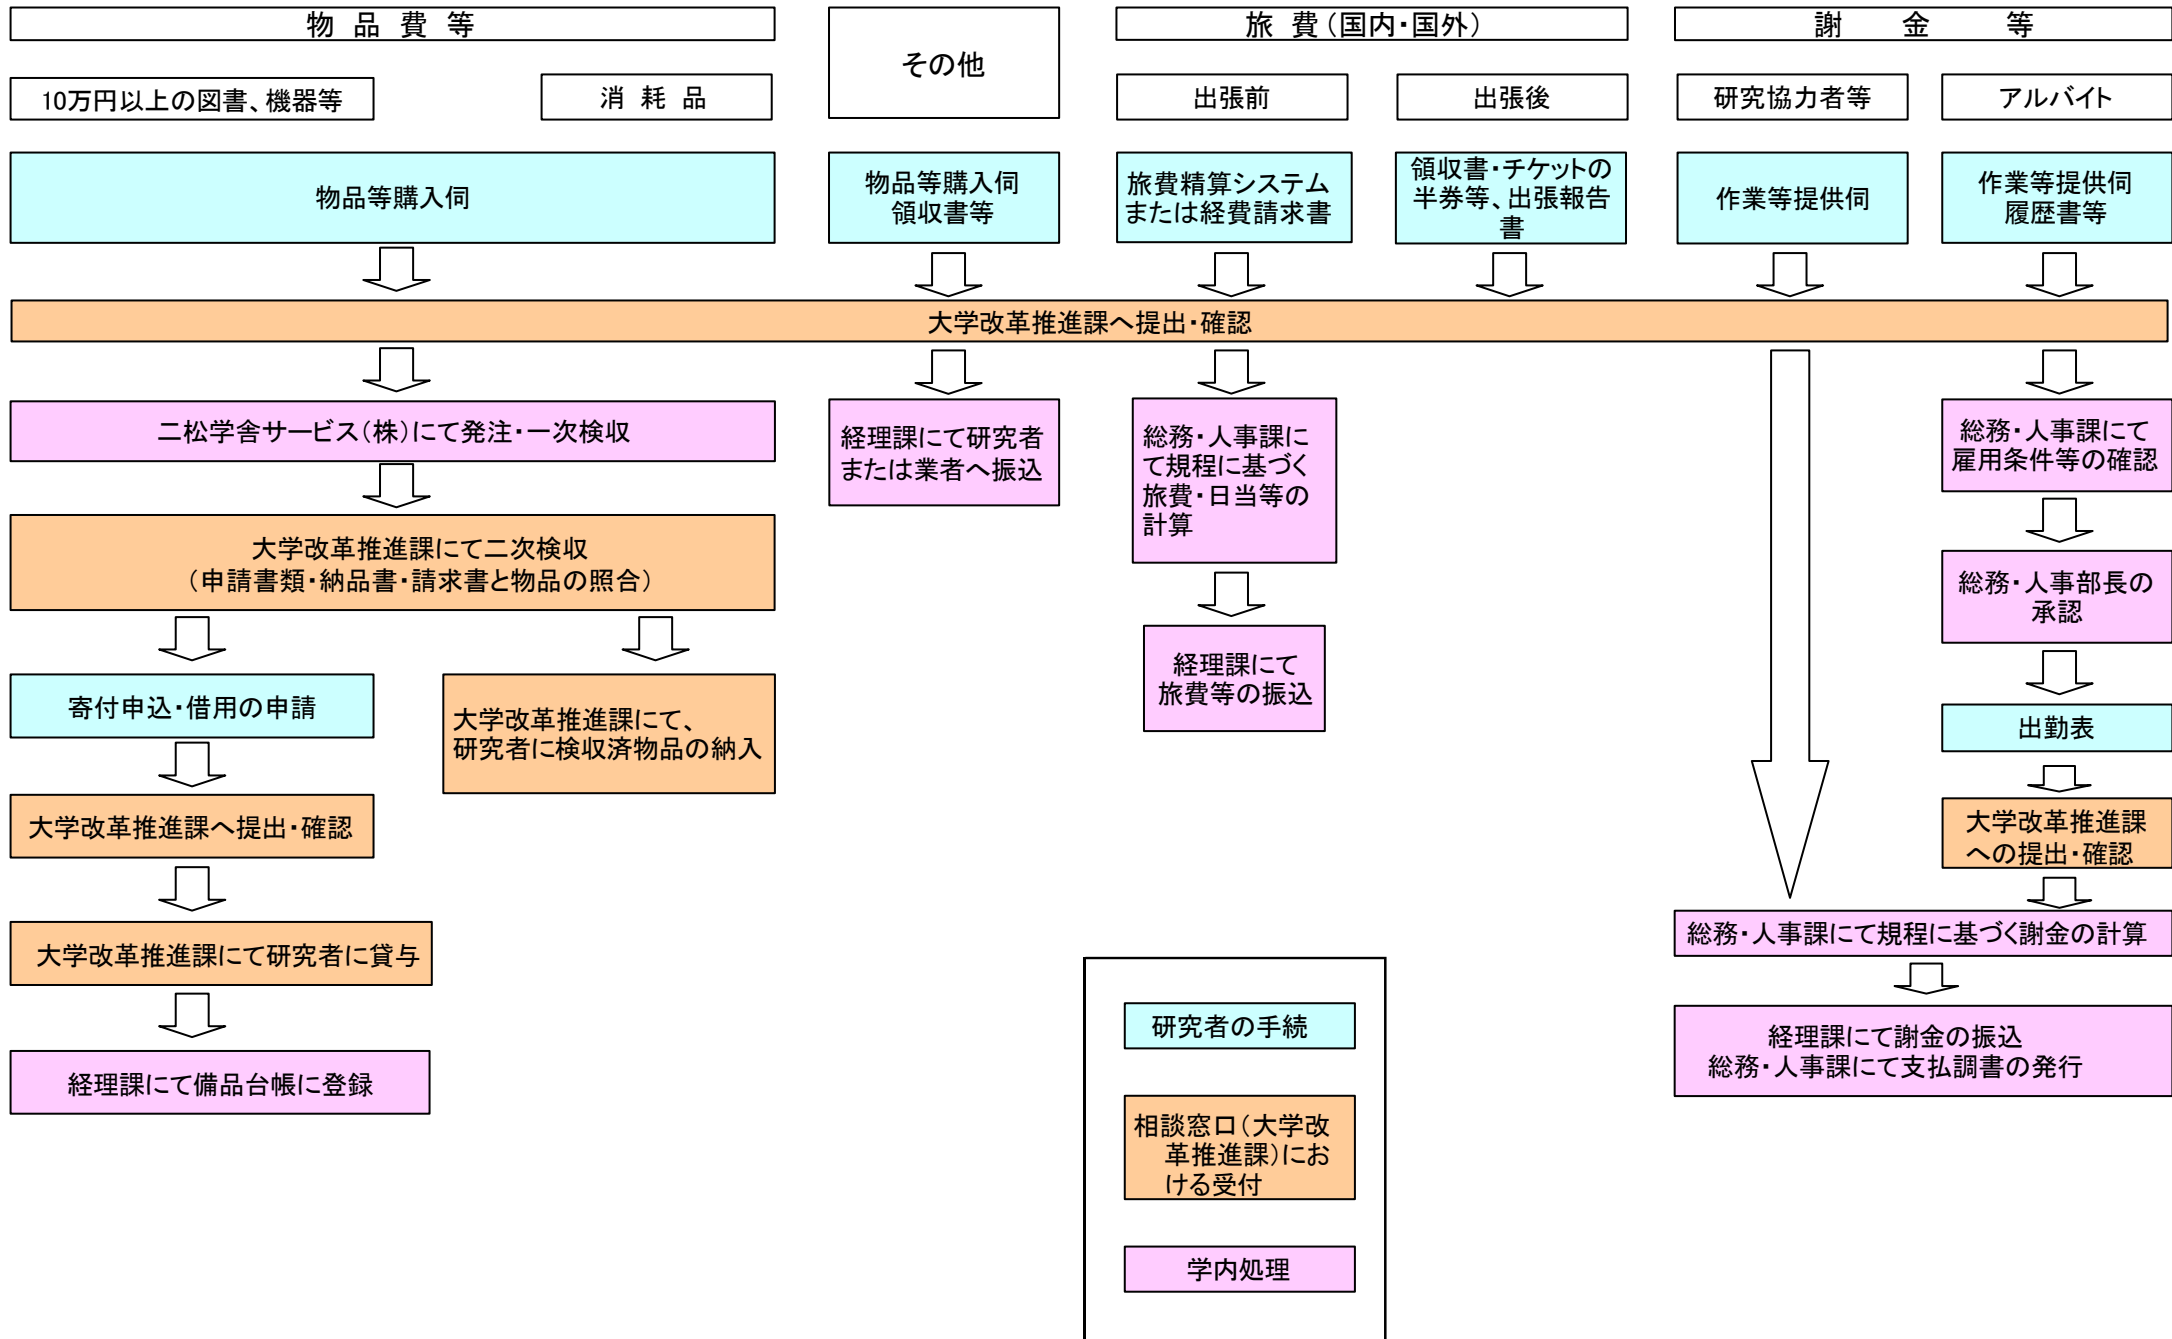 物 品 費 等
その他
旅 費（国内・国外）
謝 金 等
10万円以上の図書、機器等
消 耗 品
出張前
出張後
研究協力者等
アルバイト
物品等購入伺
物品等購入伺
領収書等
旅費精算システム
または経費請求書
領収書・チケットの
半券等、出張報告
書
作業等提供伺
作業等提供伺
履歴書等
大学改革推進課へ提出・確認
二松学舎サービス（株）にて発注・一次検収
経理課にて研究者
または業者へ振込
総務・人事課に
て規程に基づく
旅費・日当等の
計算
総務・人事課にて
雇用条件等の確認
大学改革推進課にて二次検収
（申請書類・納品書・請求書と物品の照合）
総務・人事部長の
承認
寄付申込・借用の申請
大学改革推進課にて、
研究者に検収済物品の納入
経理課にて
旅費等の振込
出勤表
大学改革推進課へ提出・確認
大学改革推進課
への提出・確認
大学改革推進課にて研究者に貸与
総務・人事課にて規程に基づく謝金の計算
経理課にて備品台帳に登録
経理課にて謝金の振込
総務・人事課にて支払調書の発行
研究者の手続
相談窓口（大学改
革推進課）にお
ける受付
学内処理